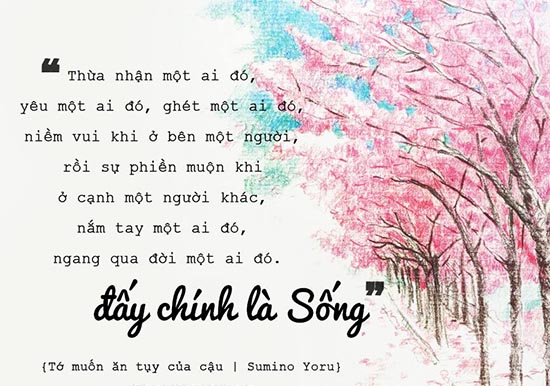 ❝ Thừa nhận một ai đó,
yêu một ai đó, ghét một ai đó,
niềm vui khi ở bên một người,
rồi sự phiền muộn khi
ở cạnh một người khác,
nắm tay một ai đó,
ngang qua đời một ai đó.
đấy chính là Sống❞
{Tớ muốn ăn tụy của cậu | Sumino Yoru}